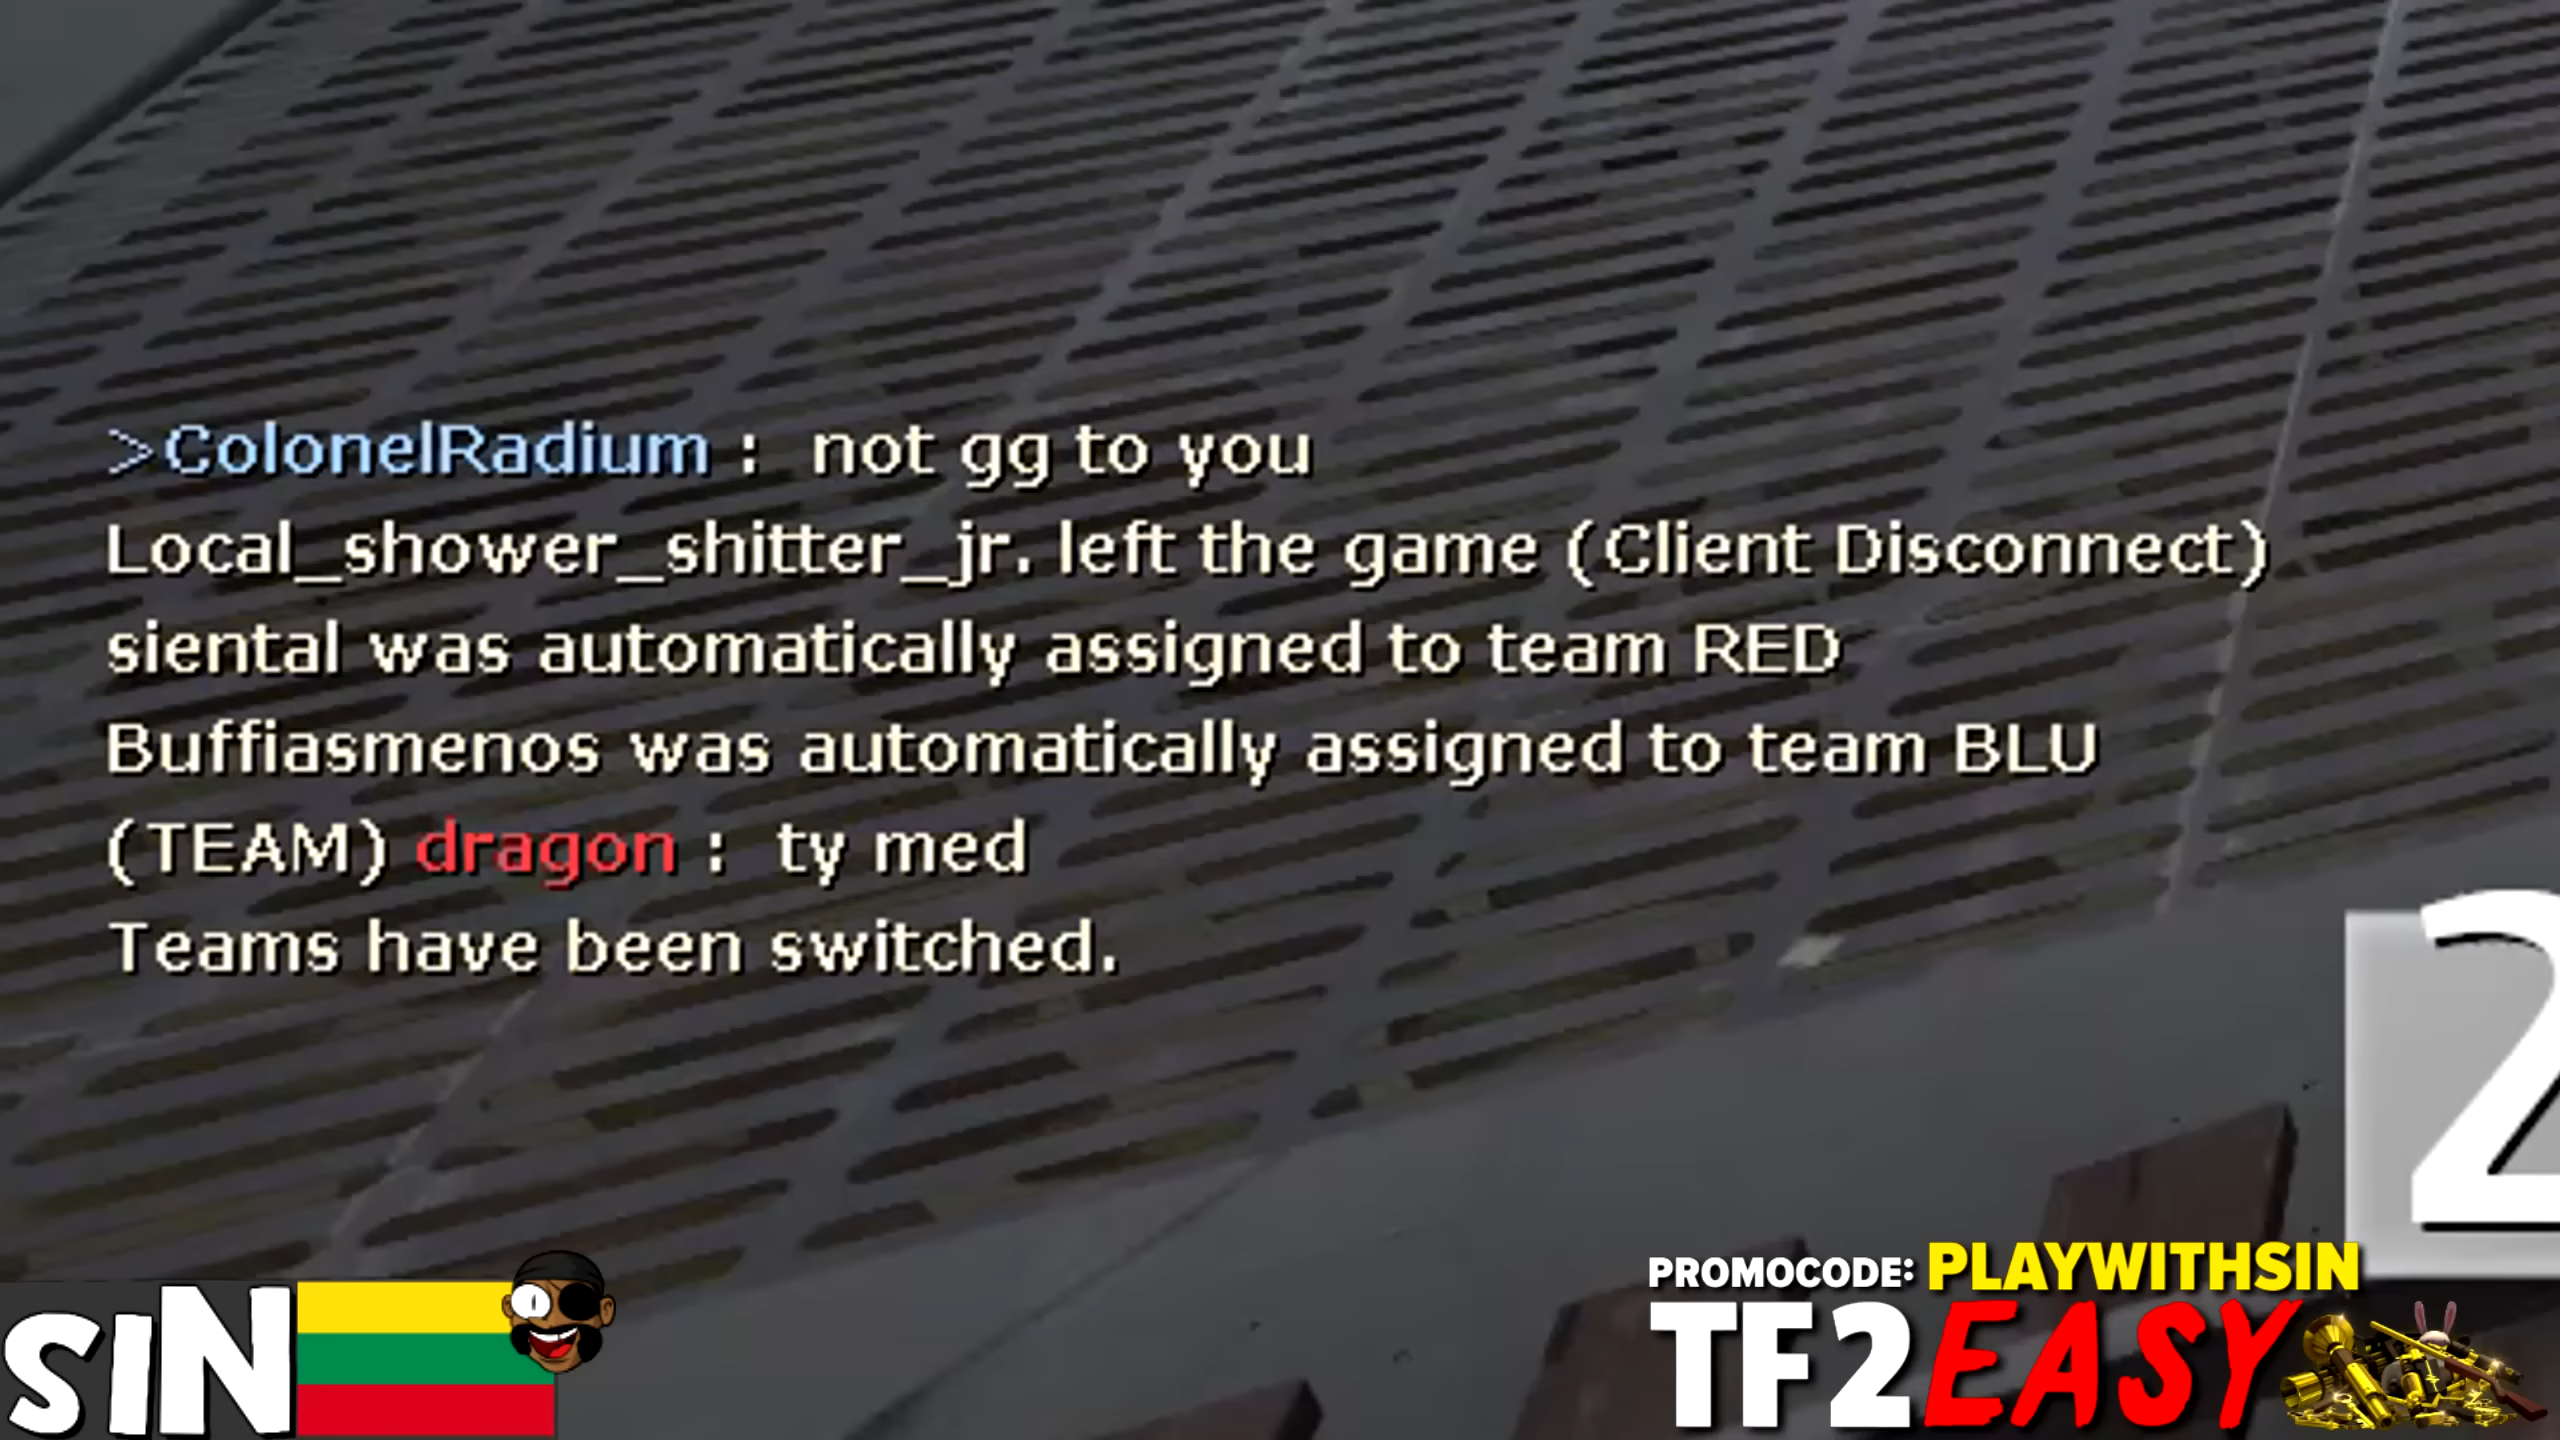 >ColonelRadium :  not gg to you
Local_shower_shitter_jr. left the game (Client Disconnect)
siental was automatically assigned to team RED
Buffiasmenos was automatically assigned to team BLU
(TEAM) dragon :  ty med
Teams have been switched.
2
SIN
PROMOCODE: PLAYWITHSIN
TF2EASY